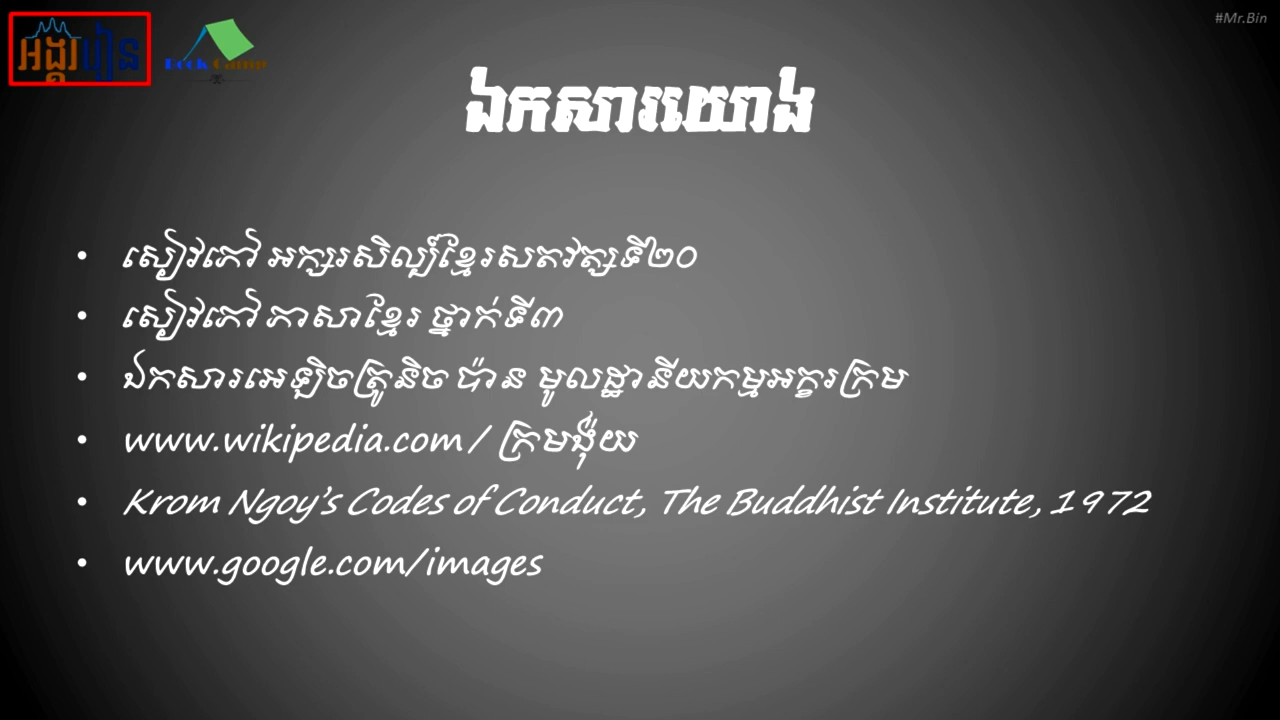 #Mr.Bin
អង្គររៀន
Book Camp
ឯកសារយោង
• សៀវភៅ អក្សរសិល្ប៍ខ្មែរសតវត្សទី២០
• សៀវភៅ ភាសាខ្មែរ ថ្នាក់ទី៣
• ឯកសារអេឡិចត្រូនិច ប៉ាន មូលដ្ឋានីយកម្មអក្ខរក្រម
• www.wikipedia.com/ ក្រមង៉ុយ
• Krom Ngoy’s Codes of Conduct, The Buddhist Institute, 1972
• www.google.com/images